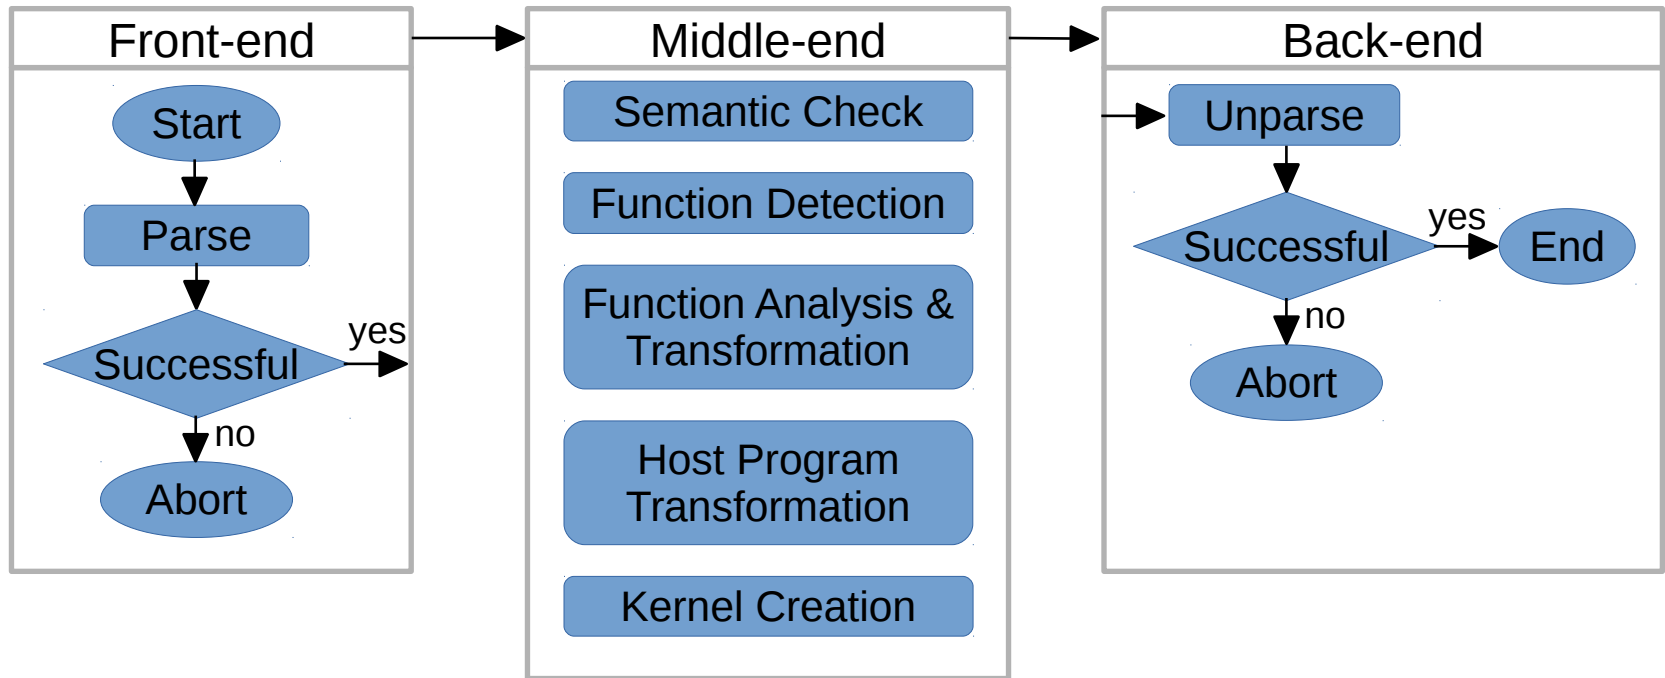 Front-end
Start
Parse
Successful
yes
no
Abort
Middle-end
Semantic Check
Function Detection
Function Analysis &
Transformation
Host Program
Transformation
Kernel Creation
Back-end
Unparse
Successful
yes
End
no
Abort